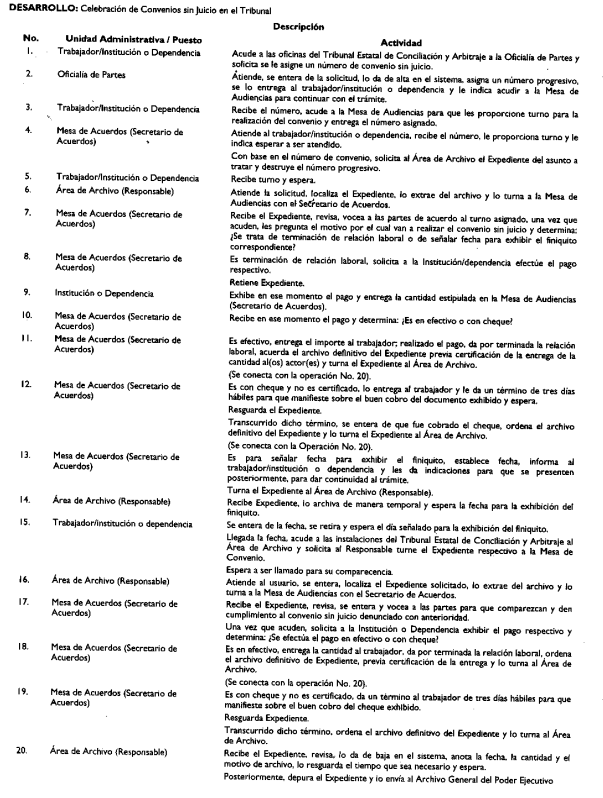 DESARROLLO: Celebración de Convenios sin Juicio en el Tribunal
Descripción
No. Unidad Administrativa / Puesto Actividad
1. Trabajador/Institución o Dependencia Acude a las oficinas del Tribunal Estatal de Conciliación y Arbitraje a la Oficialía de Partes y
solicita se le asigne un número de convenio sin juicio.
2. Oficialía de Partes Atiende, se entera de la solicitud, lo da de alta en el sistema, asigna un número progresivo,
se lo entrega al trabajador/institución o dependencia y le indica acudir a la Mesa de
Audiencias para continuar con el trámite.
3. Trabajador/Institución o Dependencia Recibe el número, acude a la Mesa de Audiencias para que les proporcione turno para la
realización del convenio y entrega el número asignado.
4. Mesa de Acuerdos (Secretario de Atiende al trabajador/institución o dependencia, recibe el número, le proporciona turno y le
Acuerdos) indica esperar a ser atendido.
Con base en el número de convenio, solicita al Área de Archivo el Expediente del asunto a
tratar y destruye el número progresivo.
5. Trabajador/Institución o Dependencia Recibe turno y espera.
6. Área de Archivo (Responsable) Atiende la solicitud, localiza el Expediente, lo extrae del archivo y lo turna a la Mesa de
Audiencias con el Secretario de Acuerdos.
7. Mesa de Acuerdos (Secretario de Recibe el Expediente, revisa, vocea a las partes de acuerdo al turno asignado, una vez que
Acuerdos) acuden, les pregunta el motivo por el cual van a realizar el convenio sin juicio y determina:
¿Se trata de terminación de relación laboral o de señalar fecha para exhibir el finiquito
correspondiente?
8. Mesa de Acuerdos (Secretario de Es terminación de relación laboral, solicita a la Institución/dependencia efectúe el pago
Acuerdos) respectivo.
Retiene Expediente.
9. Institución o Dependencia Exhibe en ese momento el pago y entrega la cantidad estipulada en la Mesa de Audiencias
(Secretario de Acuerdos).
10. Mesa de Acuerdos (Secretario de Recibe en ese momento el pago y determina: ¿Es en efectivo o con cheque?
Acuerdos)
11. Mesa de Acuerdos (Secretario de Es efectivo, entrega el importe al trabajador; realizado el pago, da por terminada la relación
Acuerdos) laboral, acuerda el archivo definitivo del Expediente previa certificación de la entrega de la
cantidad al(os) actor(es) y turna el Expediente al Área de Archivo.
(Se conecta con la operación No. 20).
12. Mesa de Acuerdos (Secretario de Es con cheque y no es certificado, lo entrega al trabajador y le da un término de tres días
Acuerdos) hábiles para que manifieste sobre el buen cobro del documento exhibido y espera.
Resguarda el Expediente.
Transcurrido dicho término, se entera de que fue cobrado el cheque, ordena el archivo
definitivo del Expediente y lo turna el Expediente al Área de Archivo.
(Se conecta con la Operación No. 20).
13. Mesa de Acuerdos (Secretario de Es para señalar fecha para exhibir el finiquito, establece fecha, informa al
Acuerdos) trabajador/institución o dependencia y les da indicaciones para que se presenten
posteriormente, para dar continuidad al trámite.
Turna el Expediente al Área de Archivo (Responsable).
14. Área de Archivo (Responsable) Recibe Expediente, lo archiva de manera temporal y espera la fecha para la exhibición del
finiquito.
15. Trabajador/Institución o dependencia Se entera de la fecha, se retira y espera el día señalado para la exhibición del finiquito.
Llegada la fecha, acude a las instalaciones del Tribunal Estatal de Conciliación y Arbitraje al
Área de Archivo y solicita al Responsable turne el Expediente respectivo a la Mesa de
Convenio.
Espera a ser llamado para su comparecencia.
16. Área de Archivo (Responsable) Atiende al usuario, se entera, localiza el Expediente solicitado, lo extrae del archivo y lo
turna a la Mesa de Audiencias con el Secretario de Acuerdos.
17. Mesa de Acuerdos (Secretario de Recibe el Expediente, revisa, se entera y vocea a las partes para que comparezcan y den
Acuerdos) cumplimiento al convenio sin juicio denunciado con anterioridad.
Una vez que acuden, solicita a la Institución o Dependencia exhibir el pago respectivo y
determina: ¿Se efectúa el pago en efectivo o con cheque?
18. Mesa de Acuerdos (Secretario de Es en efectivo, entrega la cantidad al trabajador, da por terminada la relación laboral, ordena
Acuerdos) el archivo definitivo de Expediente, previa certificación de la entrega y lo turna al Área de
Archivo.
(Se conecta con la operación No. 20).
19. Mesa de Acuerdos (Secretario de Es con cheque y no es certificado, da un término al trabajador de tres días hábiles para que
Acuerdos) manifieste sobre el buen cobro del cheque exhibido.
Resguarda Expediente.
Transcurrido dicho término, ordena el archivo definitivo del Expediente y lo turna al Área
de Archivo.
20. Área de Archivo (Responsable) Recibe el Expediente, revisa, lo da de baja en el sistema, anota la fecha, la cantidad y el
motivo de archivo, lo resguarda el tiempo que sea necesario y espera.
Posteriormente, depura el Expediente y lo envía al Archivo General del Poder Ejecutivo